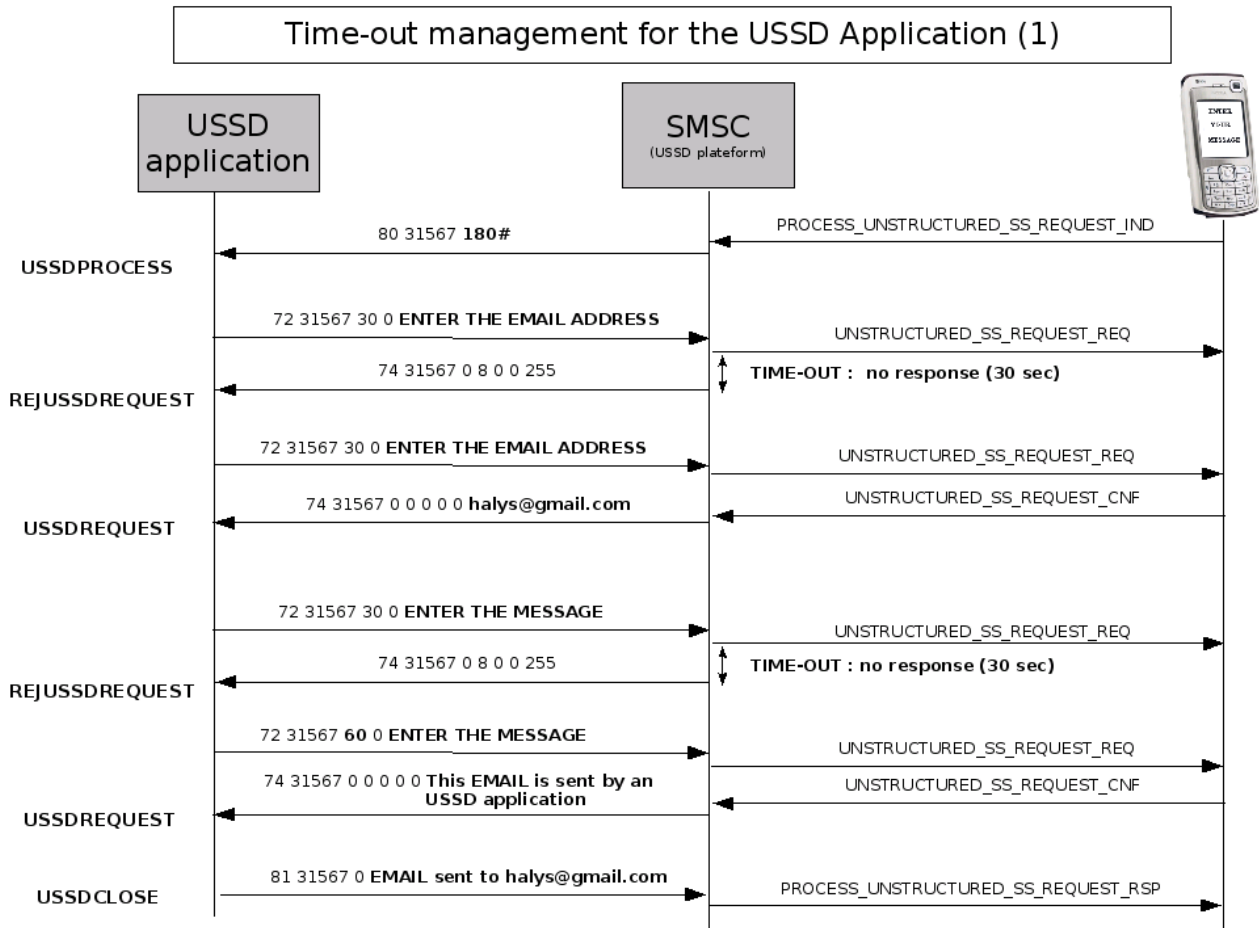 Time-out management for the USSD Application (1)
USSD
application
SMSC
(USSD plateform)
ENTER
YOUR
MESSAGE
80 31567 180#
PROCESS_UNSTRUCTURED_SS_REQUEST_IND
USSDPROCESS
72 31567 30 0 ENTER THE EMAIL ADDRESS
UNSTRUCTURED_SS_REQUEST_REQ
74 31567 0 8 0 0 255
TIME-OUT : no response (30 sec)
REJUSSDREQUEST
72 31567 30 0 ENTER THE EMAIL ADDRESS
UNSTRUCTURED_SS_REQUEST_REQ
74 31567 0 0 0 0 0 halys@gmail.com
UNSTRUCTURED_SS_REQUEST_CNF
USSDREQUEST
72 31567 30 0 ENTER THE MESSAGE
UNSTRUCTURED_SS_REQUEST_REQ
74 31567 0 8 0 0 255
TIME-OUT : no response (30 sec)
REJUSSDREQUEST
72 31567 60 0 ENTER THE MESSAGE
UNSTRUCTURED_SS_REQUEST_REQ
74 31567 0 0 0 0 0 This EMAIL is sent by an
USSD application
UNSTRUCTURED_SS_REQUEST_CNF
USSDREQUEST
81 31567 0 EMAIL sent to halys@gmail.com
PROCESS_UNSTRUCTURED_SS_REQUEST_RSP
USSDCLOSE